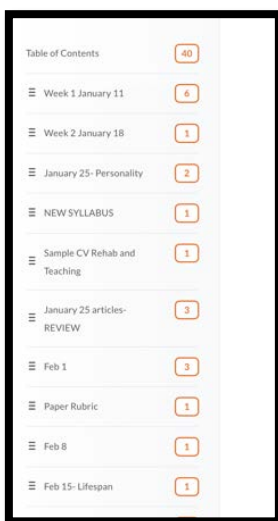 Table of Contents 40
Week 1 January 11 6
Week 2 January 18 1
January 25- Personality 2
NEW SYLLABUS 1
Sample CV Rehab and 1
Teaching
January 25 articles- 3
REVIEW
Feb 1 3
Paper Rubric 1
Feb 8 1
Feb 15- Lifespan 1